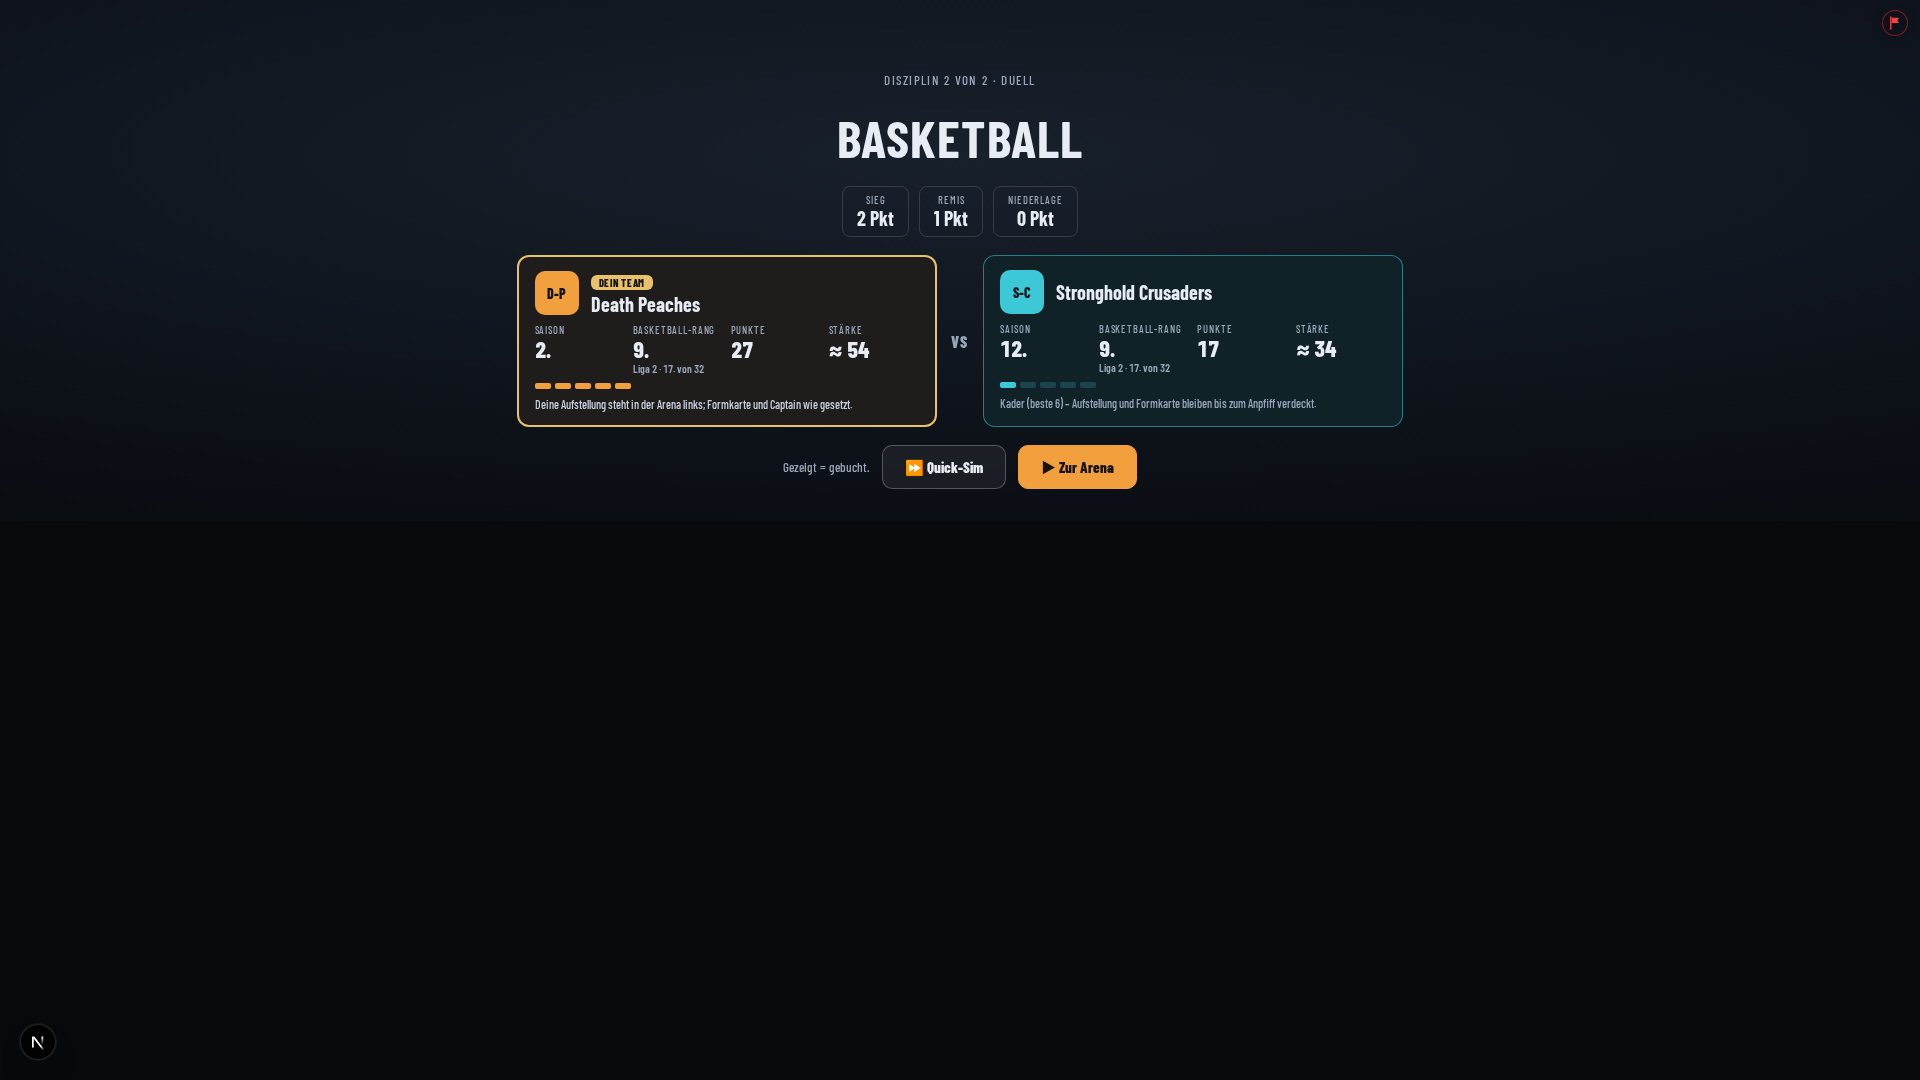 DISZIPLIN 2 VON 2 · DUELL
BASKETBALL
SIEG
2 Pkt
REMIS
1 Pkt
NIEDERLAGE
0 Pkt
D-P
DEIN TEAM
Death Peaches
SAISON
2.
BASKETBALL-RANG
9.
Liga 2 · 17. von 32
PUNKTE
27
STÄRKE
≈ 54
Deine Aufstellung steht in der Arena links; Formkarte und Captain wie gesetzt.
VS
S-C
Stronghold Crusaders
SAISON
12.
BASKETBALL-RANG
9.
Liga 2 · 17. von 32
PUNKTE
17
STÄRKE
≈ 34
Kader (beste 6) – Aufstellung und Formkarte bleiben bis zum Anpfiff verdeckt.
Gezeigt = gebucht.
⏩ Quick-Sim
▶ Zur Arena
N